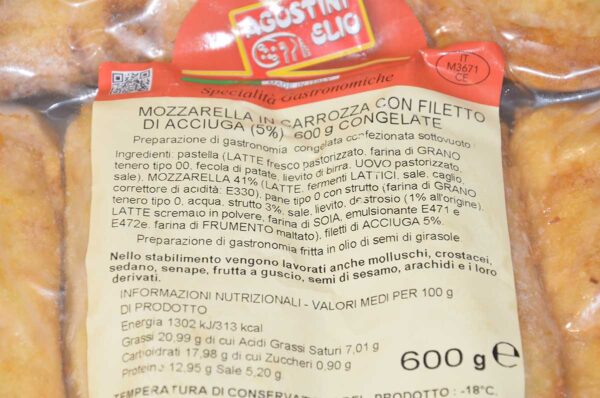 AGOSTINI
ELIO
MADE IN ITALY
Specialità Gastronomiche
IT
M3671
CE
MOZZARELLA IN CARROZZA CON FILETTO
DI ACCIUGA (5%) 600 g CONGELATE
Preparazione di gastronomia congelata confezionata sottovuoto
Ingredienti: pastella (LATTE fresco pastorizzato, farina di GRANO
tenero tipo 00, fecola di patate, lievito di birra, UOVO pastorizzato,
sale), MOZZARELLA 41% (LATTE, fermenti LATTICI, sale, caglio,
correttore di acidità: E330), pane tipo 0 con strutto (farina di GRANO
tenero tipo 0, acqua, strutto 3%, sale, lievito, destrosio (1% all'origine),
LATTE scremato in polvere, farina di SOIA, emulsionante E471 e
E472e, farina di FRUMENTO maltato), filetti di ACCIUGA 5%.
Preparazione di gastronomia fritta in olio di semi di girasole
Nello stabilimento vengono lavorati anche molluschi, crostacei,
sedano, senape, frutta a guscio, semi di sesamo, arachidi e i loro
derivati.
INFORMAZIONI NUTRIZIONALI - VALORI MEDI PER 100 g
DI PRODOTTO
Energia 1302 kJ/313 kcal
Grassi 20,99 g di cui Acidi Grassi Saturi 7,01 g
Carboidrati 17,98 g di cui Zuccheri 0,90 g
Proteine 12,95 g Sale 5,20 g
600 g e
TEMPERATURA DI CONSERVAZIONE DEL PRODOTTO : -18°C,